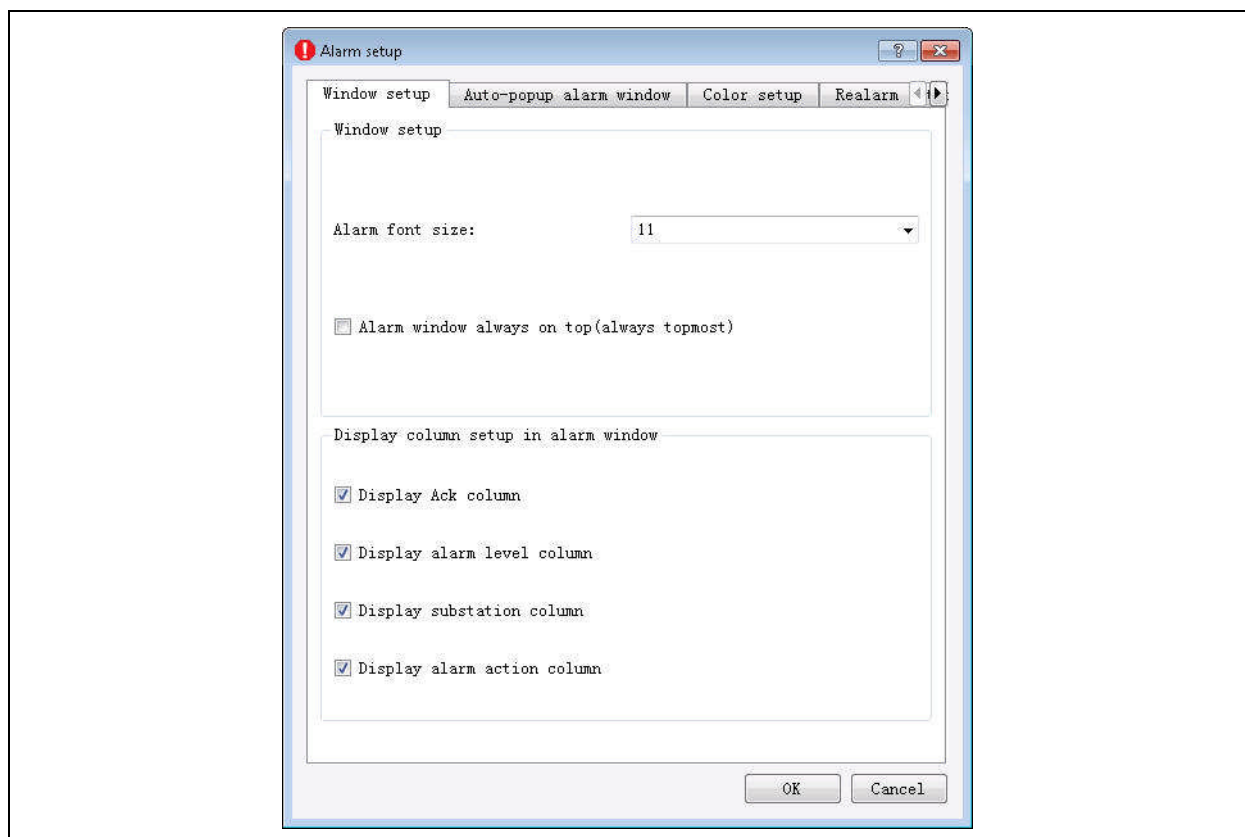 Alarm setup
Window setup Auto-popup alarm window Color setup Realarm
Window setup
Alarm font size: 11
Alarm window always on top(always topmost)
Display column setup in alarm window
Display Ack column
Display alarm level column
Display substation column
Display alarm action column
OK Cancel